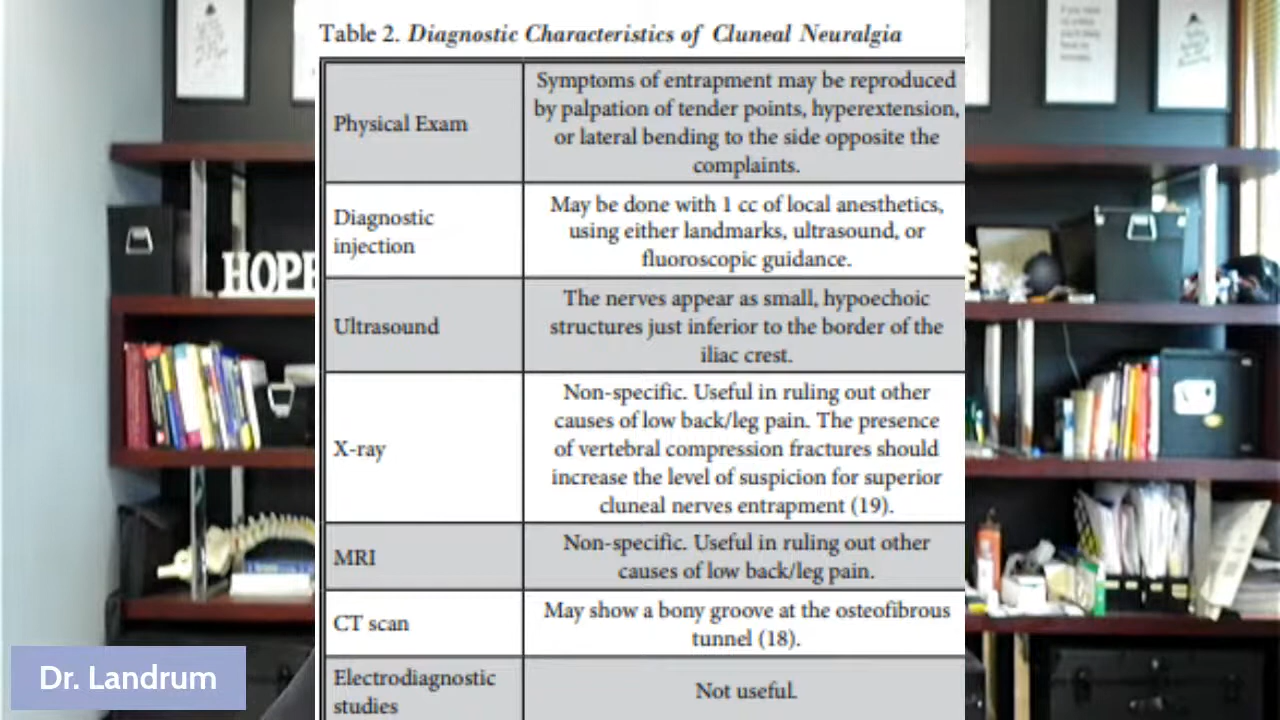 Table 2. Diagnostic Characteristics of Cluneal Neuralgia
Physical Exam
Symptoms of entrapment may be reproduced
by palpation of tender points, hyperextension,
or lateral bending to the side opposite the
complaints.
Diagnostic
injection
May be done with 1 cc of local anesthetics,
using either landmarks, ultrasound, or
fluoroscopic guidance.
Ultrasound
The nerves appear as small, hypoechoic
structures just inferior to the border of the
iliac crest.
X-ray
Non-specific. Useful in ruling out other
causes of low back/leg pain. The presence
of vertebral compression fractures should
increase the level of suspicion for superior
cluneal nerves entrapment (19).
MRI
Non-specific. Useful in ruling out other
causes of low back/leg pain.
CT scan
May show a bony groove at the osteofibrous
tunnel (18).
Electrodiagnostic
studies
Not useful.
HOPE
Dr. Landrum